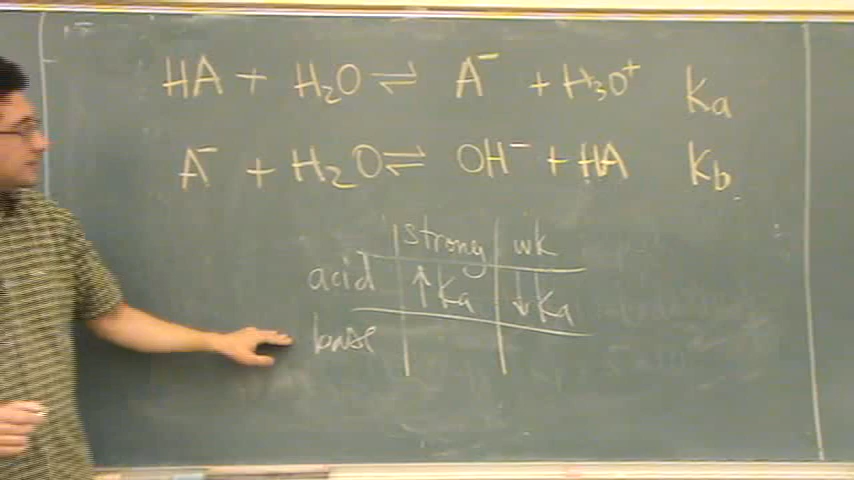 HA + H₂O ⇌ A⁻ + H₃O⁺ Ka
A⁻ + H₂O ⇌ OH⁻ + HA Kb
strong wk
acid ↑Ka ↓Ka
base